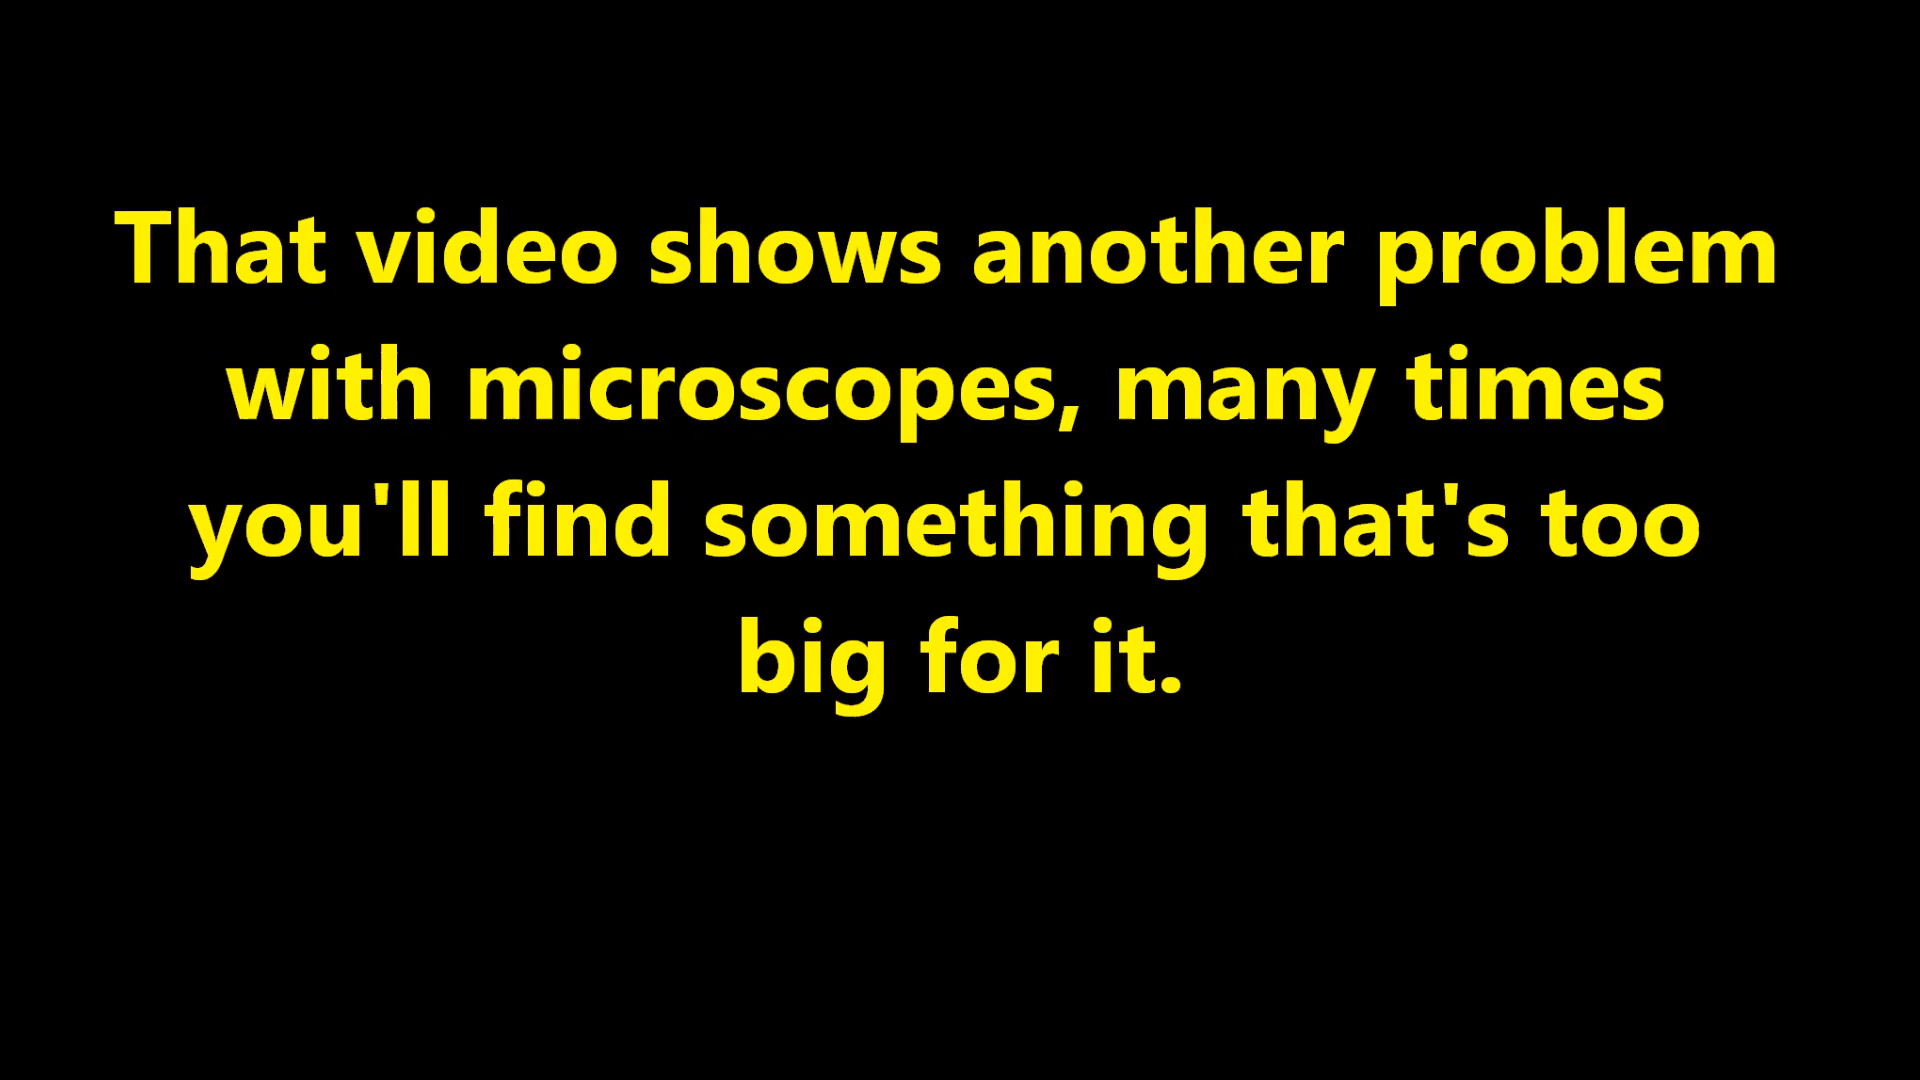 That video shows another problem
with microscopes, many times
you'll find something that's too
big for it.